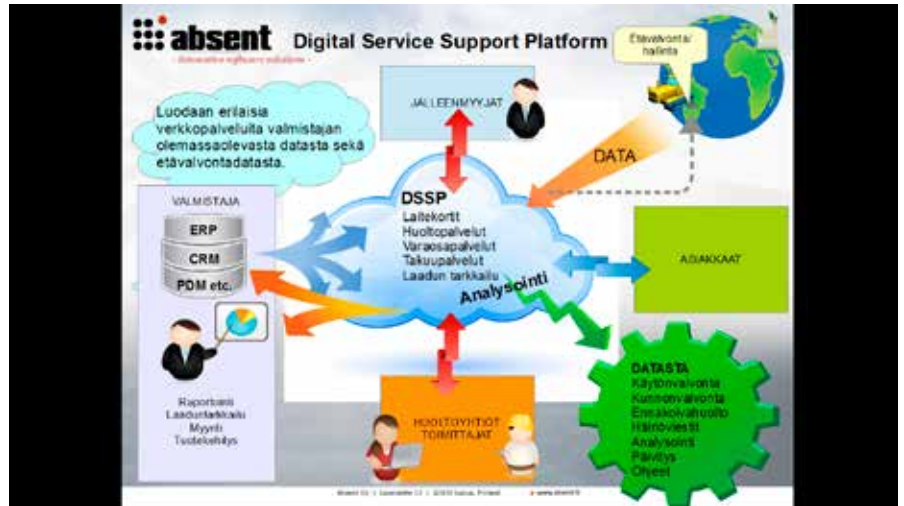 absent
Digital Service Support Platform
Etävalvonta/
hallinta
JÄLLEENMYYJÄT
Luodaan erilaisia
verkkopalveluita valmistajan
olemassaolevasta datasta sekä
etävalvontadatasta.
DATA
VALMISTAJA
ERP
CRM
PDM etc.
DSSP
Laitekortit
Huoltopalvelut
Varaosapalvelut
Takuupalvelut
Laadun tarkkailu
Analysointi
ASIAKKAAT
Raportointi
Laaduntarkkailu
Myynti
Tuotekehitys
HUOLTOYHTIÖT
TOIMITTAJAT
DATASTA
Käytönvalvonta
Kunnonvalvonta
Ennakoivahuolto
Häiriöviestit
Analysointi
Päivitys
Ohjeet